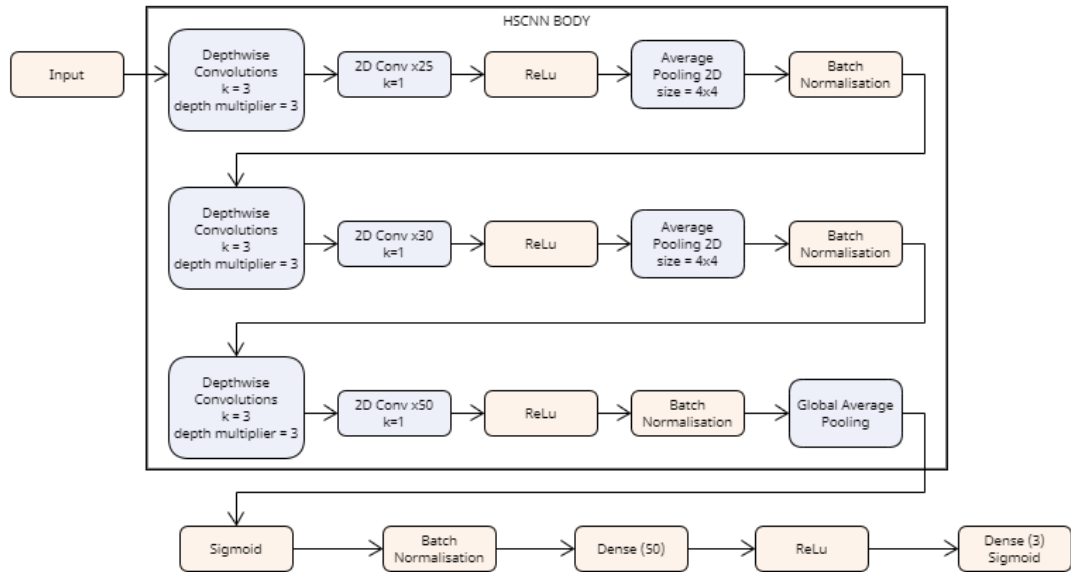 HSCNN BODY
Input
Depthwise
Convolutions
k = 3
depth multiplier = 3
2D Conv x25
k=1
ReLu
Average
Pooling 2D
size = 4x4
Batch
Normalisation
Depthwise
Convolutions
k = 3
depth multiplier = 3
2D Conv x30
k=1
ReLu
Average
Pooling 2D
size = 4x4
Batch
Normalisation
Depthwise
Convolutions
k = 3
depth multiplier = 3
2D Conv x50
k=1
ReLu
Batch
Normalisation
Global Average
Pooling
Sigmoid
Batch
Normalisation
Dense (50)
ReLu
Dense (3)
Sigmoid